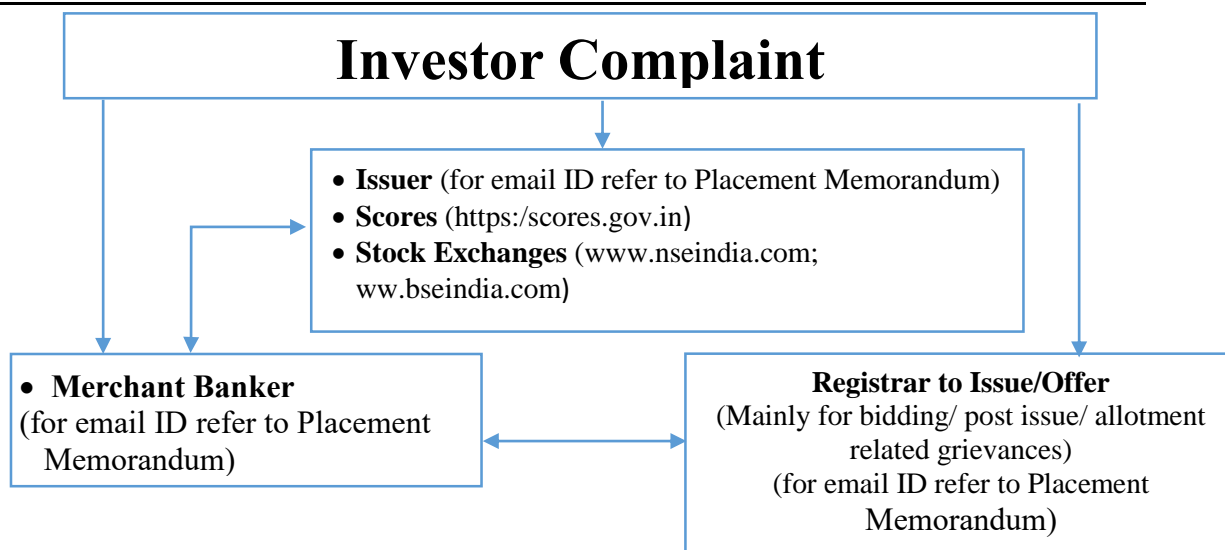 Investor Complaint
• Issuer (for email ID refer to Placement Memorandum)
• Scores (https:/scores.gov.in)
• Stock Exchanges (www.nseindia.com;
ww.bseindia.com)
• Merchant Banker
(for email ID refer to Placement
Memorandum)
Registrar to Issue/Offer
(Mainly for bidding/ post issue/ allotment
related grievances)
(for email ID refer to Placement
Memorandum)